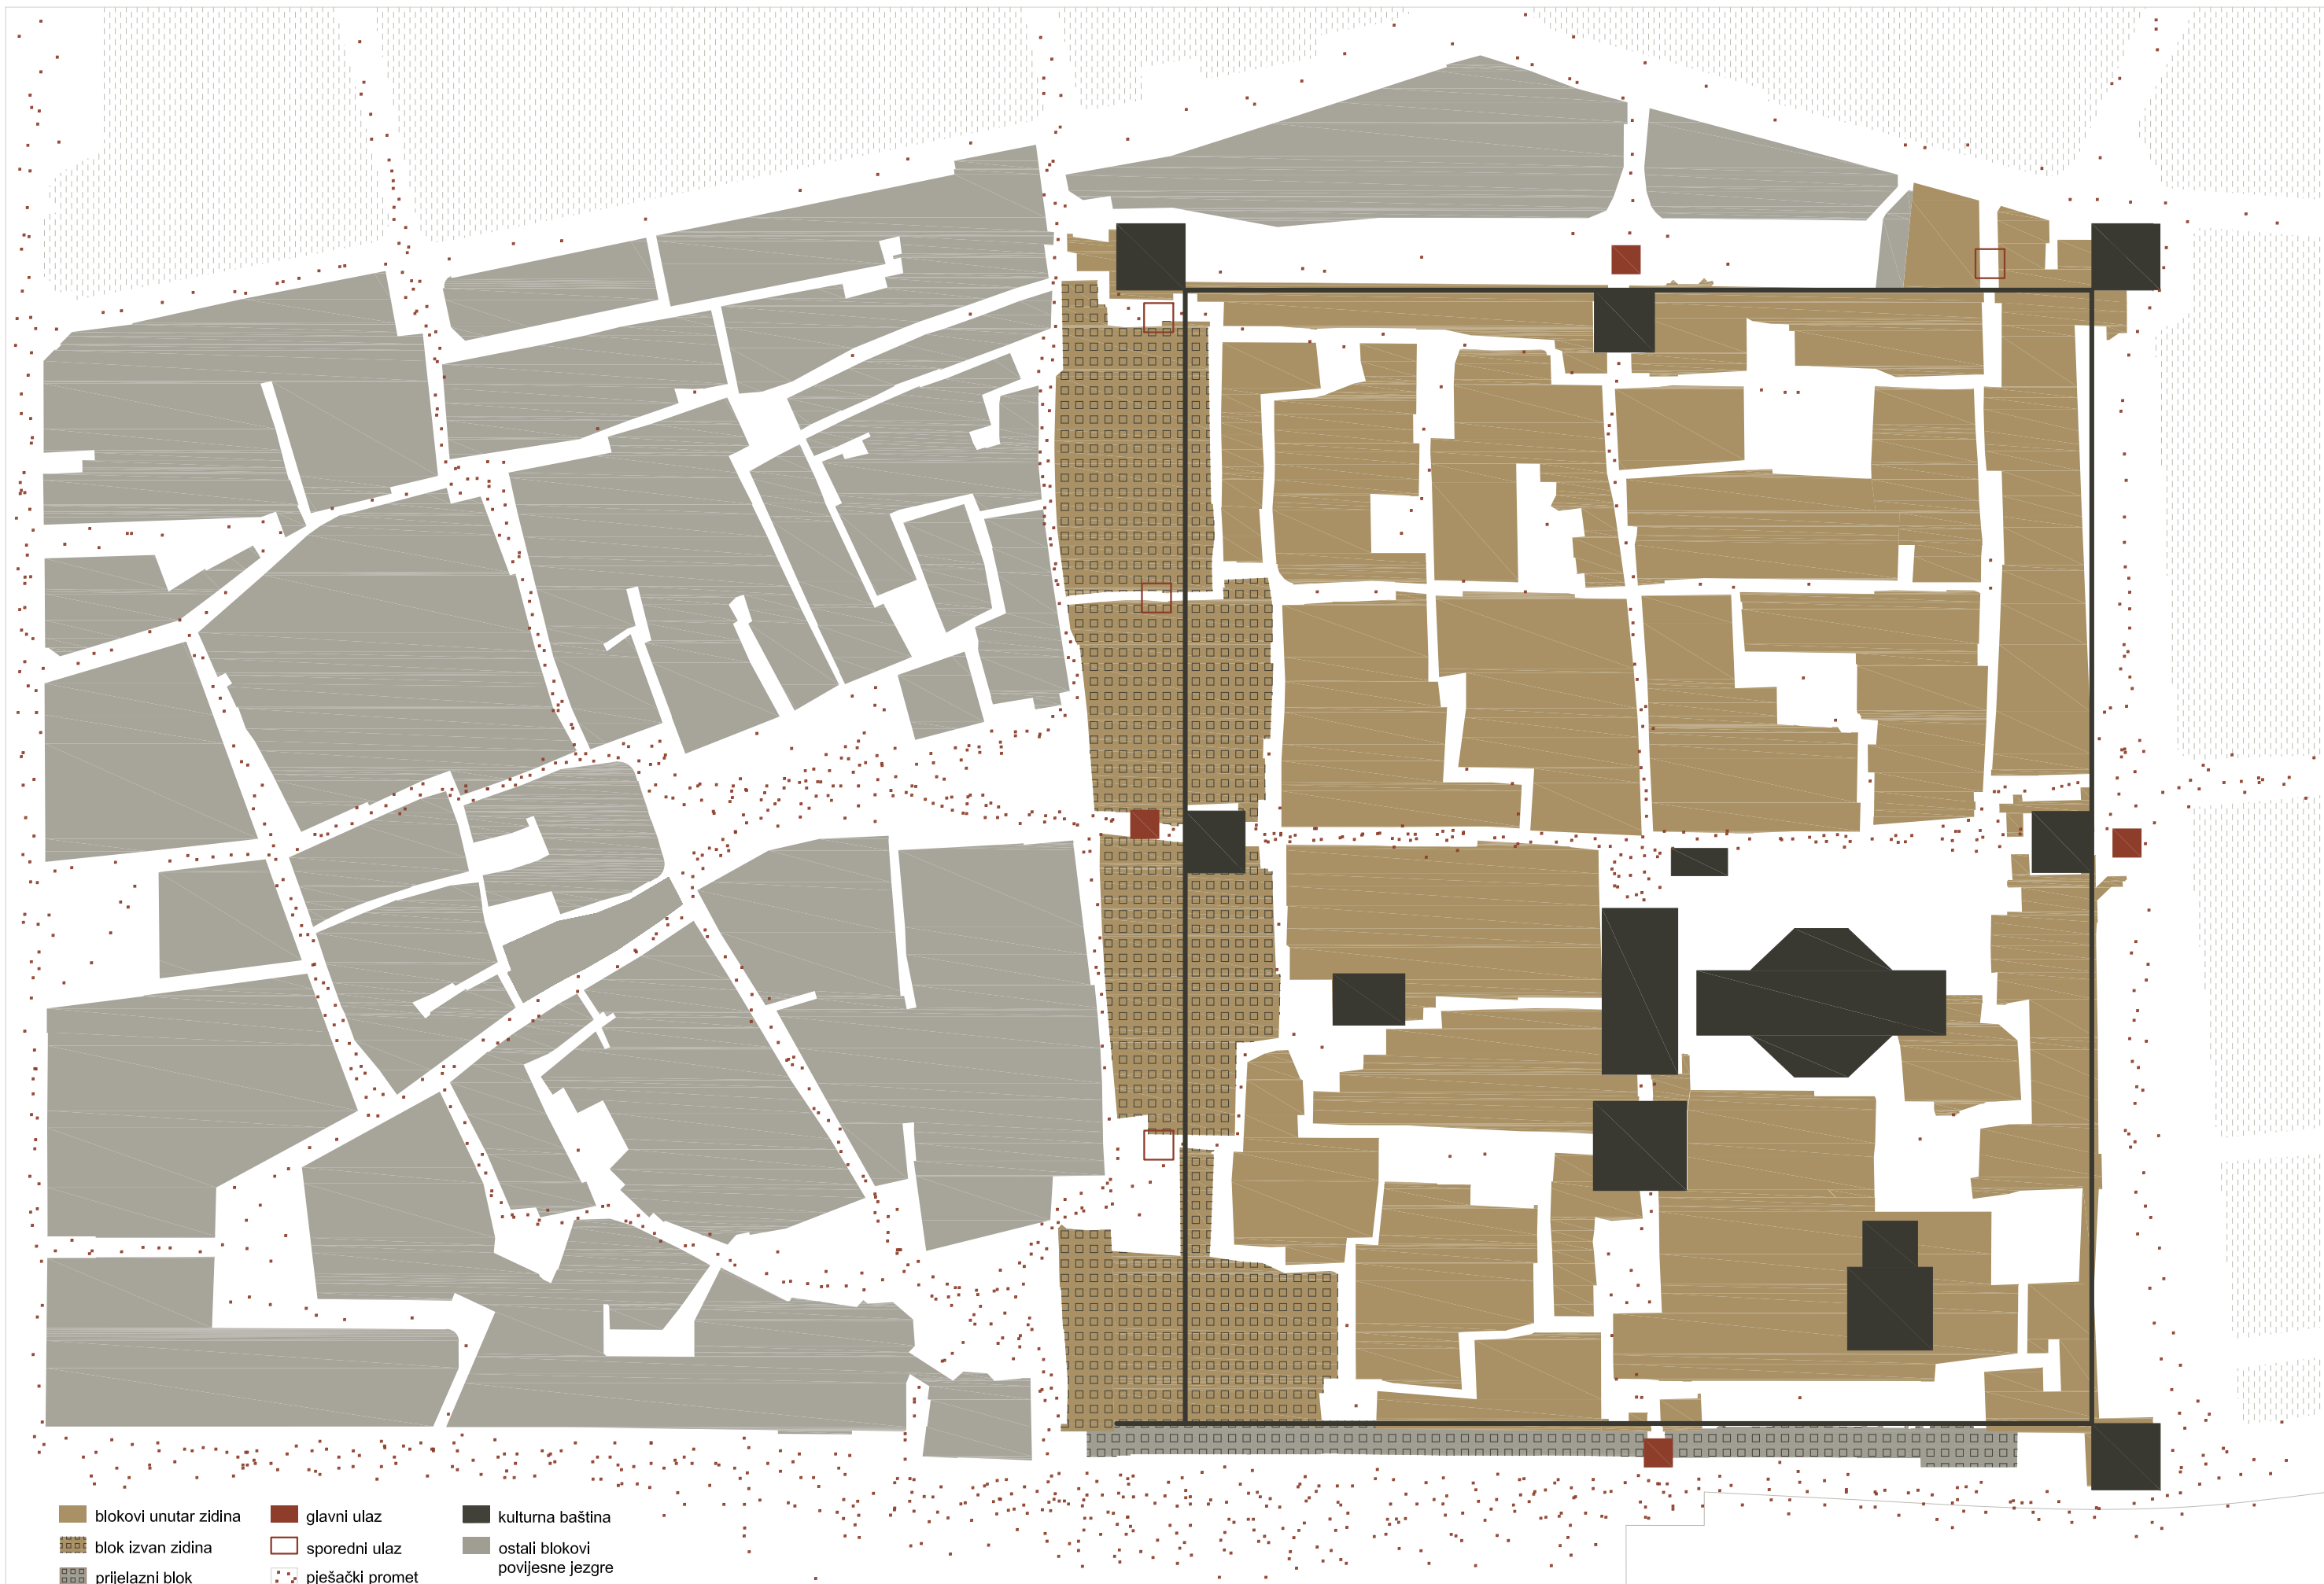 blokovi unutar zidina
blok izvan zidina
prijelazni blok
glavni ulaz
sporedni ulaz
pješački promet
kulturna baština
ostali blokovi
povijesne jezgre